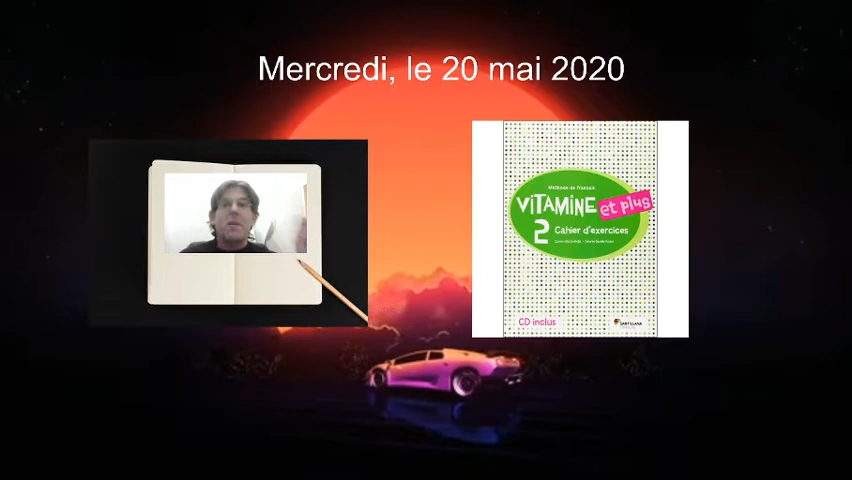 Mercredi, le 20 mai 2020
Méthode de français
VITAMINE et plus
2 Cahier d'exercices
CD inclus
SANTILLANA